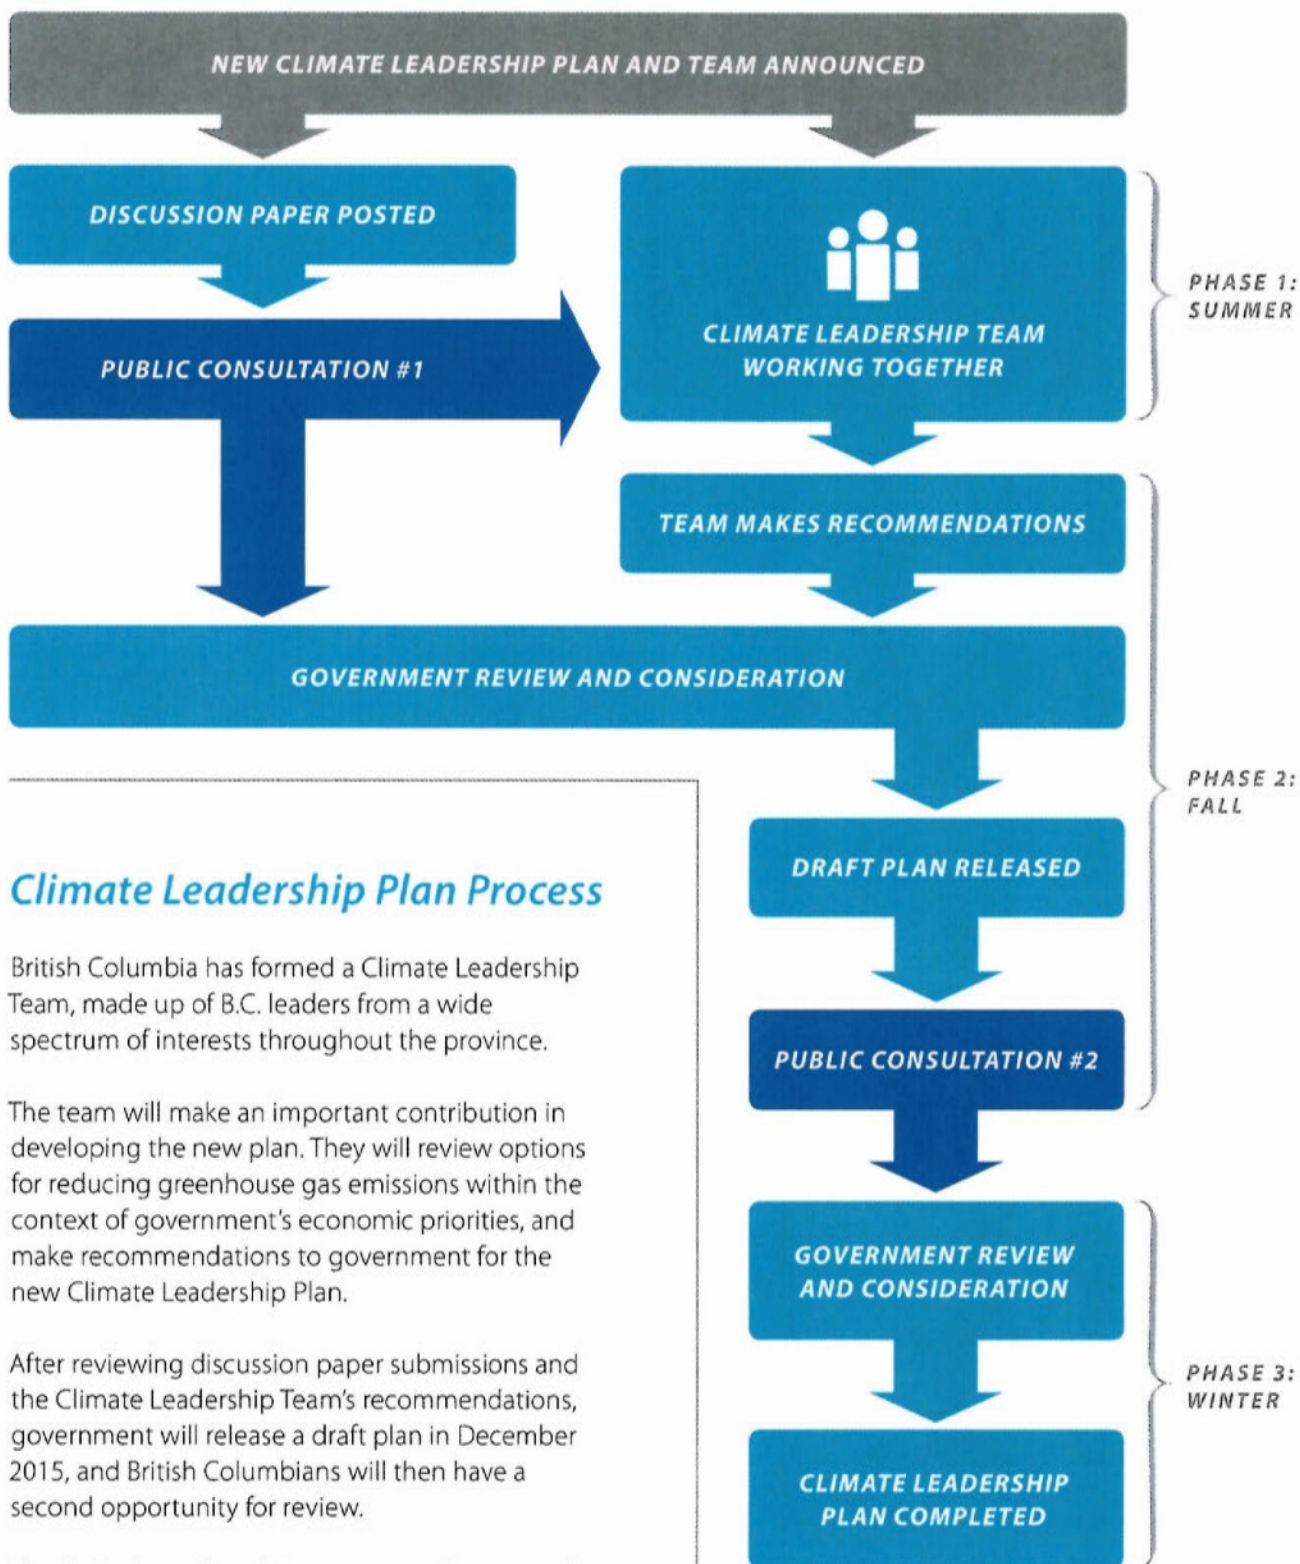 NEW CLIMATE LEADERSHIP PLAN AND TEAM ANNOUNCED
DISCUSSION PAPER POSTED
PUBLIC CONSULTATION #1
CLIMATE LEADERSHIP TEAM
WORKING TOGETHER
PHASE 1:
SUMMER
TEAM MAKES RECOMMENDATIONS
GOVERNMENT REVIEW AND CONSIDERATION
PHASE 2:
FALL
DRAFT PLAN RELEASED
PUBLIC CONSULTATION #2
GOVERNMENT REVIEW
AND CONSIDERATION
PHASE 3:
WINTER
CLIMATE LEADERSHIP
PLAN COMPLETED
Climate Leadership Plan Process
British Columbia has formed a Climate Leadership
Team, made up of B.C. leaders from a wide
spectrum of interests throughout the province.
The team will make an important contribution in
developing the new plan. They will review options
for reducing greenhouse gas emissions within the
context of government's economic priorities, and
make recommendations to government for the
new Climate Leadership Plan.
After reviewing discussion paper submissions and
the Climate Leadership Team's recommendations,
government will release a draft plan in December
2015, and British Columbians will then have a
second opportunity for review.